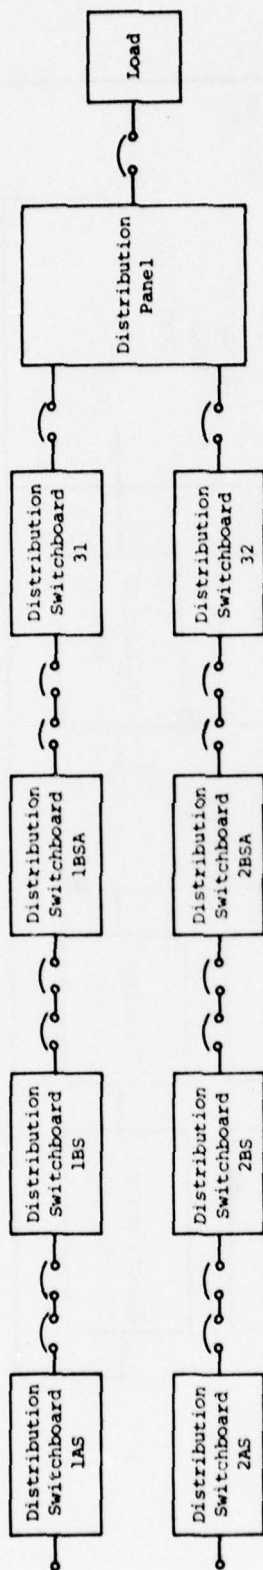 Distribution
Switchboard
1AS
Distribution
Switchboard
1BS
Distribution
Switchboard
1BSA
Distribution
Switchboard
31
Distribution
Switchboard
2AS
Distribution
Switchboard
2BS
Distribution
Switchboard
2BSA
Distribution
Switchboard
32
Distribution
Panel
Load